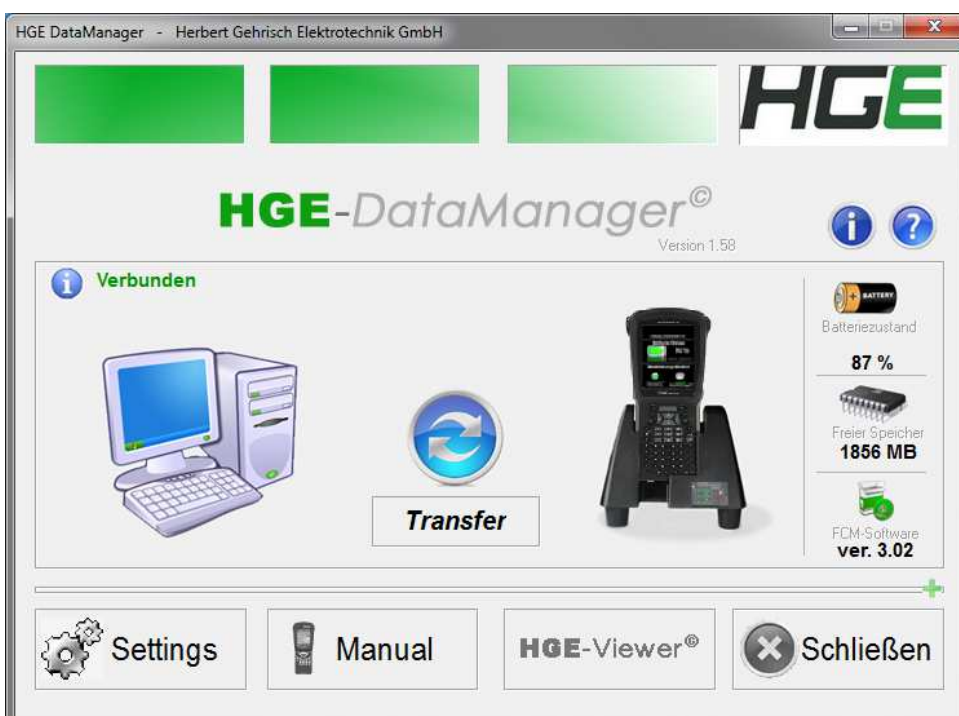 HGE DataManager - Herbert Gehrisch Elektrotechnik GmbH
HGE
HGE-DataManager©
Version 1.58
Verbunden
BATTERY
Batteriezustand
87 %
Freier Speicher
1856 MB
FCM-Software
ver. 3.02
Transfer
Settings
Manual
HGE-Viewer©
Schließen